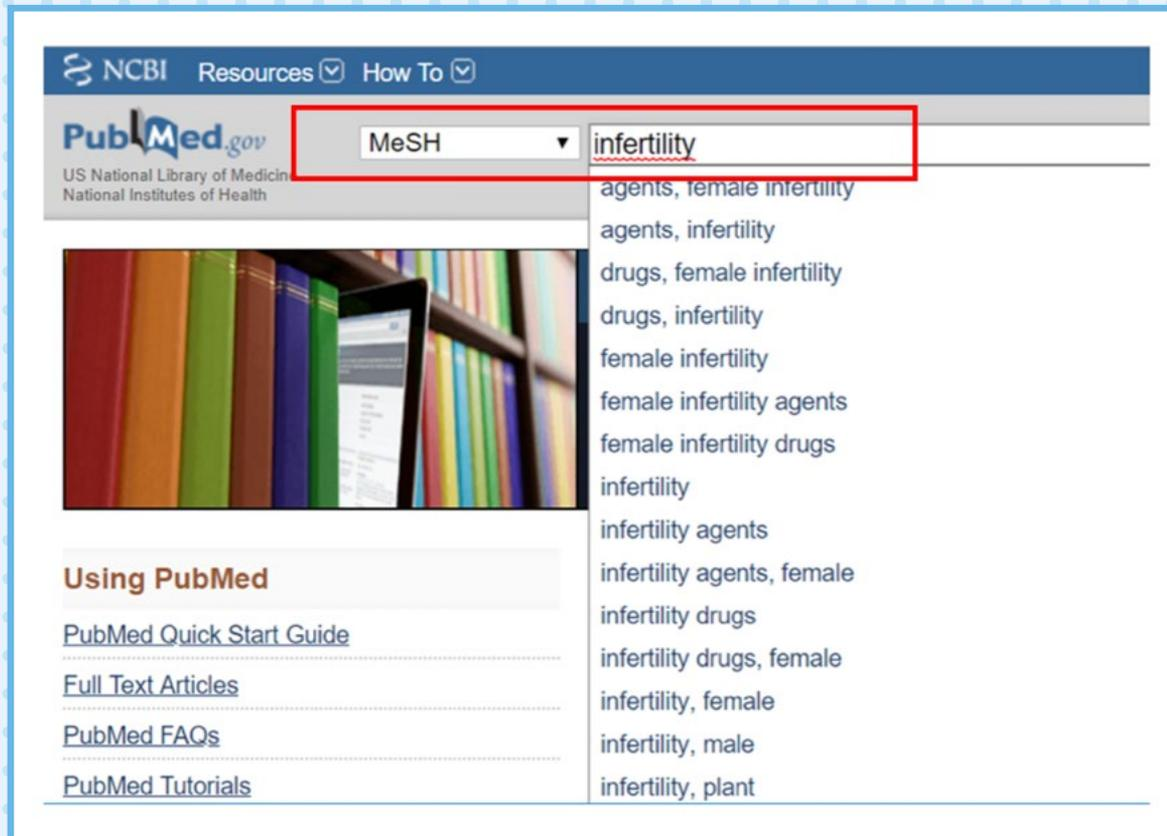 NCBI Resources How To
PubMed.gov
US National Library of Medicine
National Institutes of Health
MeSH
infertility
agents, female infertility
agents, infertility
drugs, female infertility
drugs, infertility
female infertility
female infertility agents
female infertility drugs
infertility
infertility agents
infertility agents, female
infertility drugs
infertility drugs, female
infertility, female
infertility, male
infertility, plant
Using PubMed
PubMed Quick Start Guide
Full Text Articles
PubMed FAQs
PubMed Tutorials